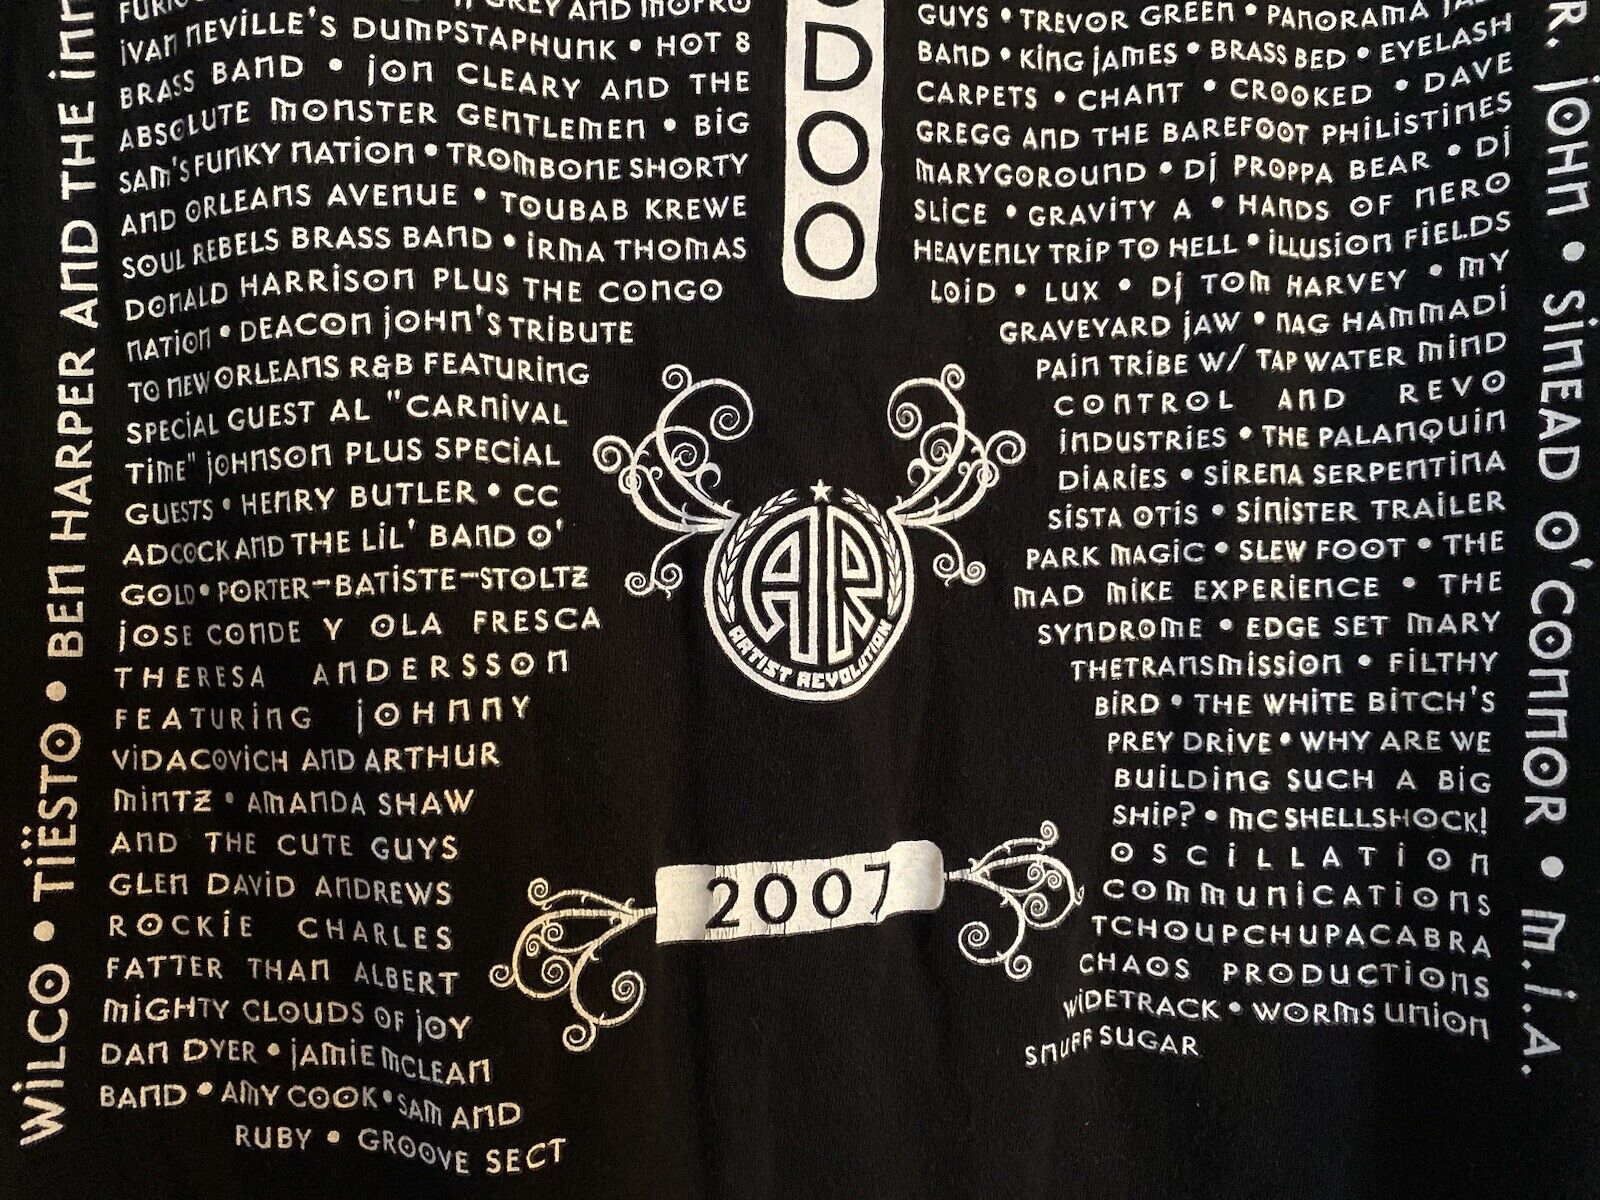 GREY AND MOFRO
IVAN NEVILLE'S DUMPSTAPHUNK • HOT 8
BRASS BAND • JON CLEARY AND THE
ABSOLUTE MONSTER GENTLEMEN • BIG
SAM'S FUNKY NATION • TROMBONE SHORTY
AND ORLEANS AVENUE • TOUBAB KREWE
SOUL REBELS BRASS BAND • IRMA THOMAS
DONALD HARRISON PLUS THE CONGO
NATION • DEACON JOHN'S TRIBUTE
TO NEW ORLEANS R&B FEATURING
SPECIAL GUEST AL "CARNIVAL
TIME" JOHNSON PLUS SPECIAL
GUESTS • HENRY BUTLER • CC
ADCOCK AND THE LIL' BAND O'
GOLD • PORTER-BATISTE-STOLTZ
JOSE CONDE Y OLA FRESCA
THERESA ANDERSSON
FEATURING JOHNNY
VIDACOVICH AND ARTHUR
MINTZ • AMANDA SHAW
AND THE CUTE GUYS
GLEN DAVID ANDREWS
ROCKIE CHARLES
FATTER THAN ALBERT
MIGHTY CLOUDS OF JOY
DAN DYER • JAMIE MCLEAN
BAND • AMY COOK • SAM AND
RUBY • GROOVE SECT
WILCO • TIËSTO • BEN HARPER AND THE
DOO
AR
ARTIST REVOLUTION
2007
GUYS • TREVOR GREEN • PANORAMA
BAND • KING JAMES • BRASS BED • EYELASH
CARPETS • CHANT • CROOKED • DAVE
GREGG AND THE BAREFOOT PHILISTINES
MARYGOROUND • DJ PROPPA BEAR • DJ
SLICE • GRAVITY A • HANDS OF NERO
HEAVENLY TRIP TO HELL • ILLUSION FIELDS
LOID • LUX • DJ TOM HARVEY • MY
GRAVEYARD JAW • NAG HAMMADI
PAIN TRIBE W/ TAP WATER MIND
CONTROL AND REVO
INDUSTRIES • THE PALANQUIN
DIARIES • SIRENA SERPENTINA
SISTA OTIS • SINISTER TRAILER
PARK MAGIC • SLEW FOOT • THE
MAD MIKE EXPERIENCE • THE
SYNDROME • EDGE SET MARY
THETRANSMISSION • FILTHY
BIRD • THE WHITE BITCH'S
PREY DRIVE • WHY ARE WE
BUILDING SUCH A BIG
SHIP? • MC SHELLSHOCK!
OSCILLATION
COMMUNICATIONS
TCHOUPCHUPACABRA
CHAOS PRODUCTIONS
WIDETRACK • WORMS UNION
SNUFF SUGAR
R. JOHN • SINEAD O'CONNOR • M.I.A.